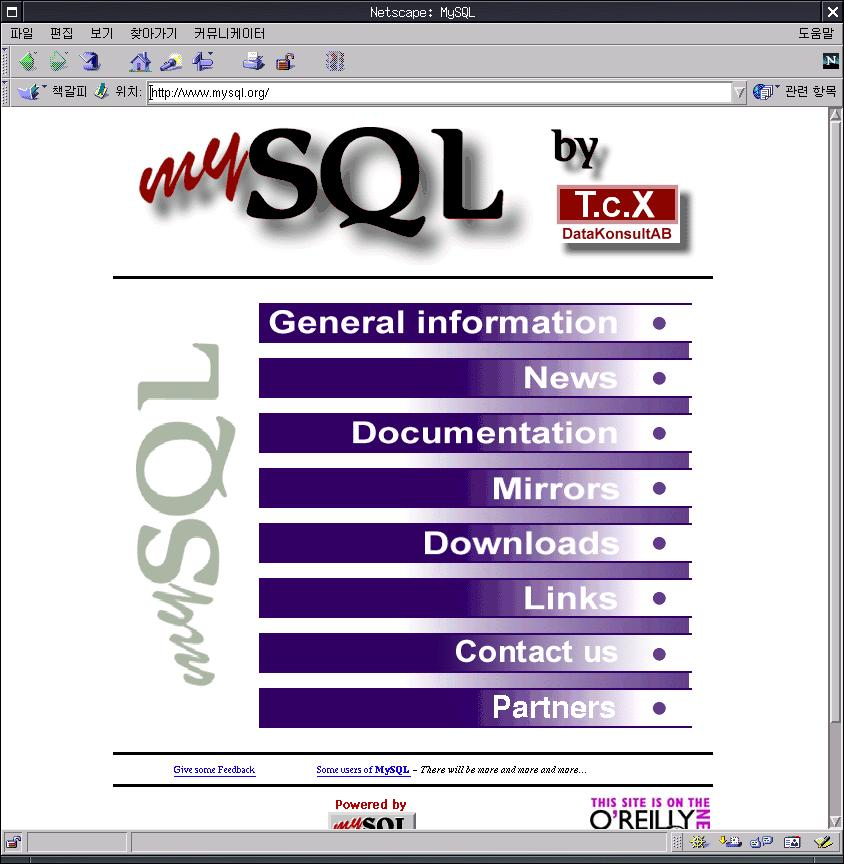 Netscape: MySQL
파일 편집 보기 찾아가기 커뮤니케이터 도움말
N
책갈피 위치: http://www.mysql.org/ 관련 항목
mySQL by
T.c.X
DataKonsultAB
mySQL
General information
News
Documentation
Mirrors
Downloads
Links
Contact us
Partners
Give some Feedback Some users of MySQL – There will be more and more and more...
Powered by
mySQL
THIS SITE IS ON THE
O'REILLY
NE